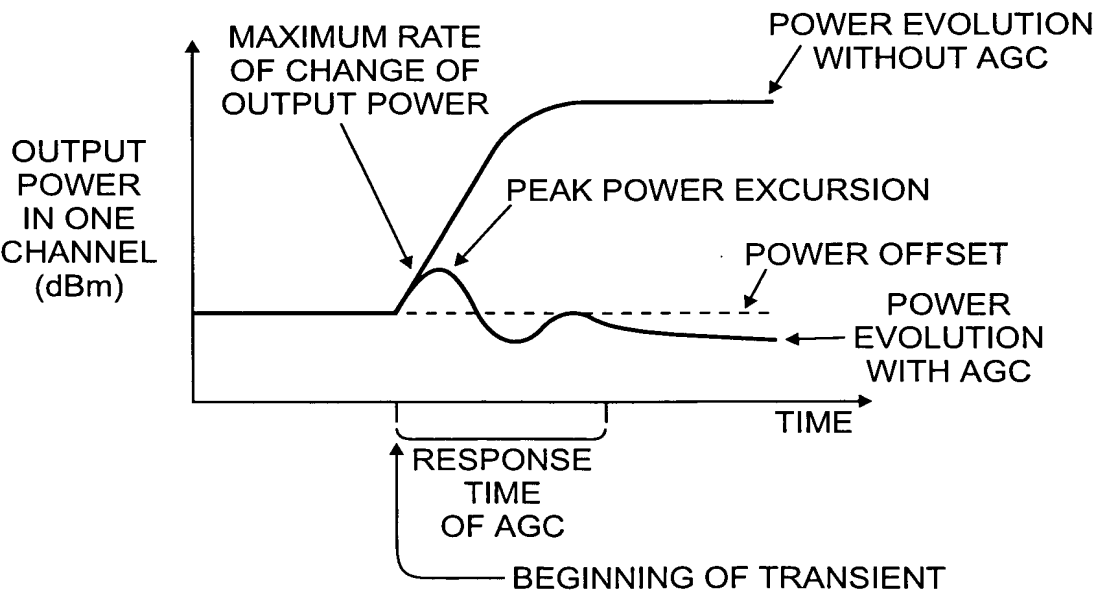 MAXIMUM RATE
OF CHANGE OF
OUTPUT POWER
POWER EVOLUTION
WITHOUT AGC
OUTPUT
POWER
IN ONE
CHANNEL
(dBm)
PEAK POWER EXCURSION
POWER OFFSET
POWER
EVOLUTION
WITH AGC
TIME
RESPONSE
TIME
OF AGC
BEGINNING OF TRANSIENT